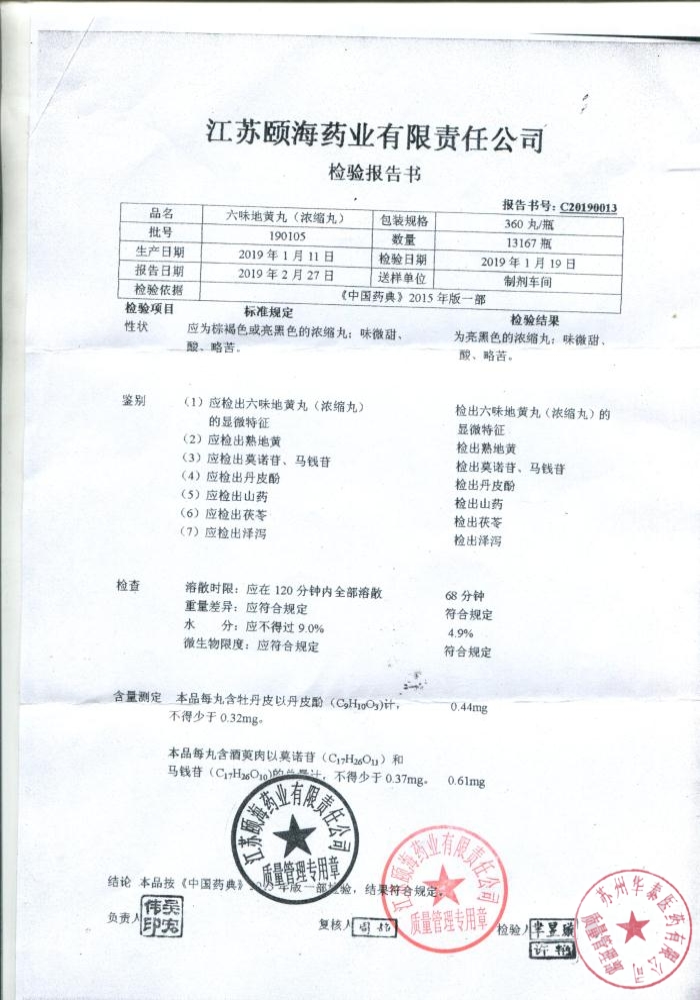 江苏颐海药业有限责任公司
检验报告书
报告书号：C20190013
品名 六味地黄丸（浓缩丸） 包装规格 360 丸/瓶
批号 190105 数量 13167 瓶
生产日期 2019 年 1 月 11 日 检验日期 2019 年 1 月 19 日
报告日期 2019 年 2 月 27 日 送样单位 制剂车间
检验依据 《中国药典》2015 年版一部
检验项目 标准规定 检验结果
性状 应为棕褐色或亮黑色的浓缩丸；味微甜、 为亮黑色的浓缩丸；味微甜、
酸、略苦。 酸、略苦。
鉴别 （1）应检出六味地黄丸（浓缩丸） 检出六味地黄丸（浓缩丸）的
的显微特征 显微特征
（2）应检出熟地黄 检出熟地黄
（3）应检出莫诺苷、马钱苷 检出莫诺苷、马钱苷
（4）应检出丹皮酚 检出丹皮酚
（5）应检出山药 检出山药
（6）应检出茯苓 检出茯苓
（7）应检出泽泻 检出泽泻
检查 溶散时限：应在 120 分钟内全部溶散 68 分钟
重量差异：应符合规定 符合规定
水 分：应不得过 9.0% 4.9%
微生物限度：应符合规定 符合规定
含量测定 本品每丸含牡丹皮以丹皮酚（C₉H₁₀O₃)计， 0.44mg
不得少于 0.32mg。
本品每丸含酒萸肉以莫诺苷（C₁₇H₂₆O₁₁）和
马钱苷（C₁₇H₂₆O₁₀)的总量计，不得少于 0.37mg。 0.61mg
江苏颐海药业有限责任公司
质量管理专用章
结论 本品按《中国药典》2015 年版一部检验，结果符合规定。
江苏颐海药业有限责任公司
质量管理专用章
苏州华泰医药有限公司
质量管理专用章
负责人 复核人 检验人